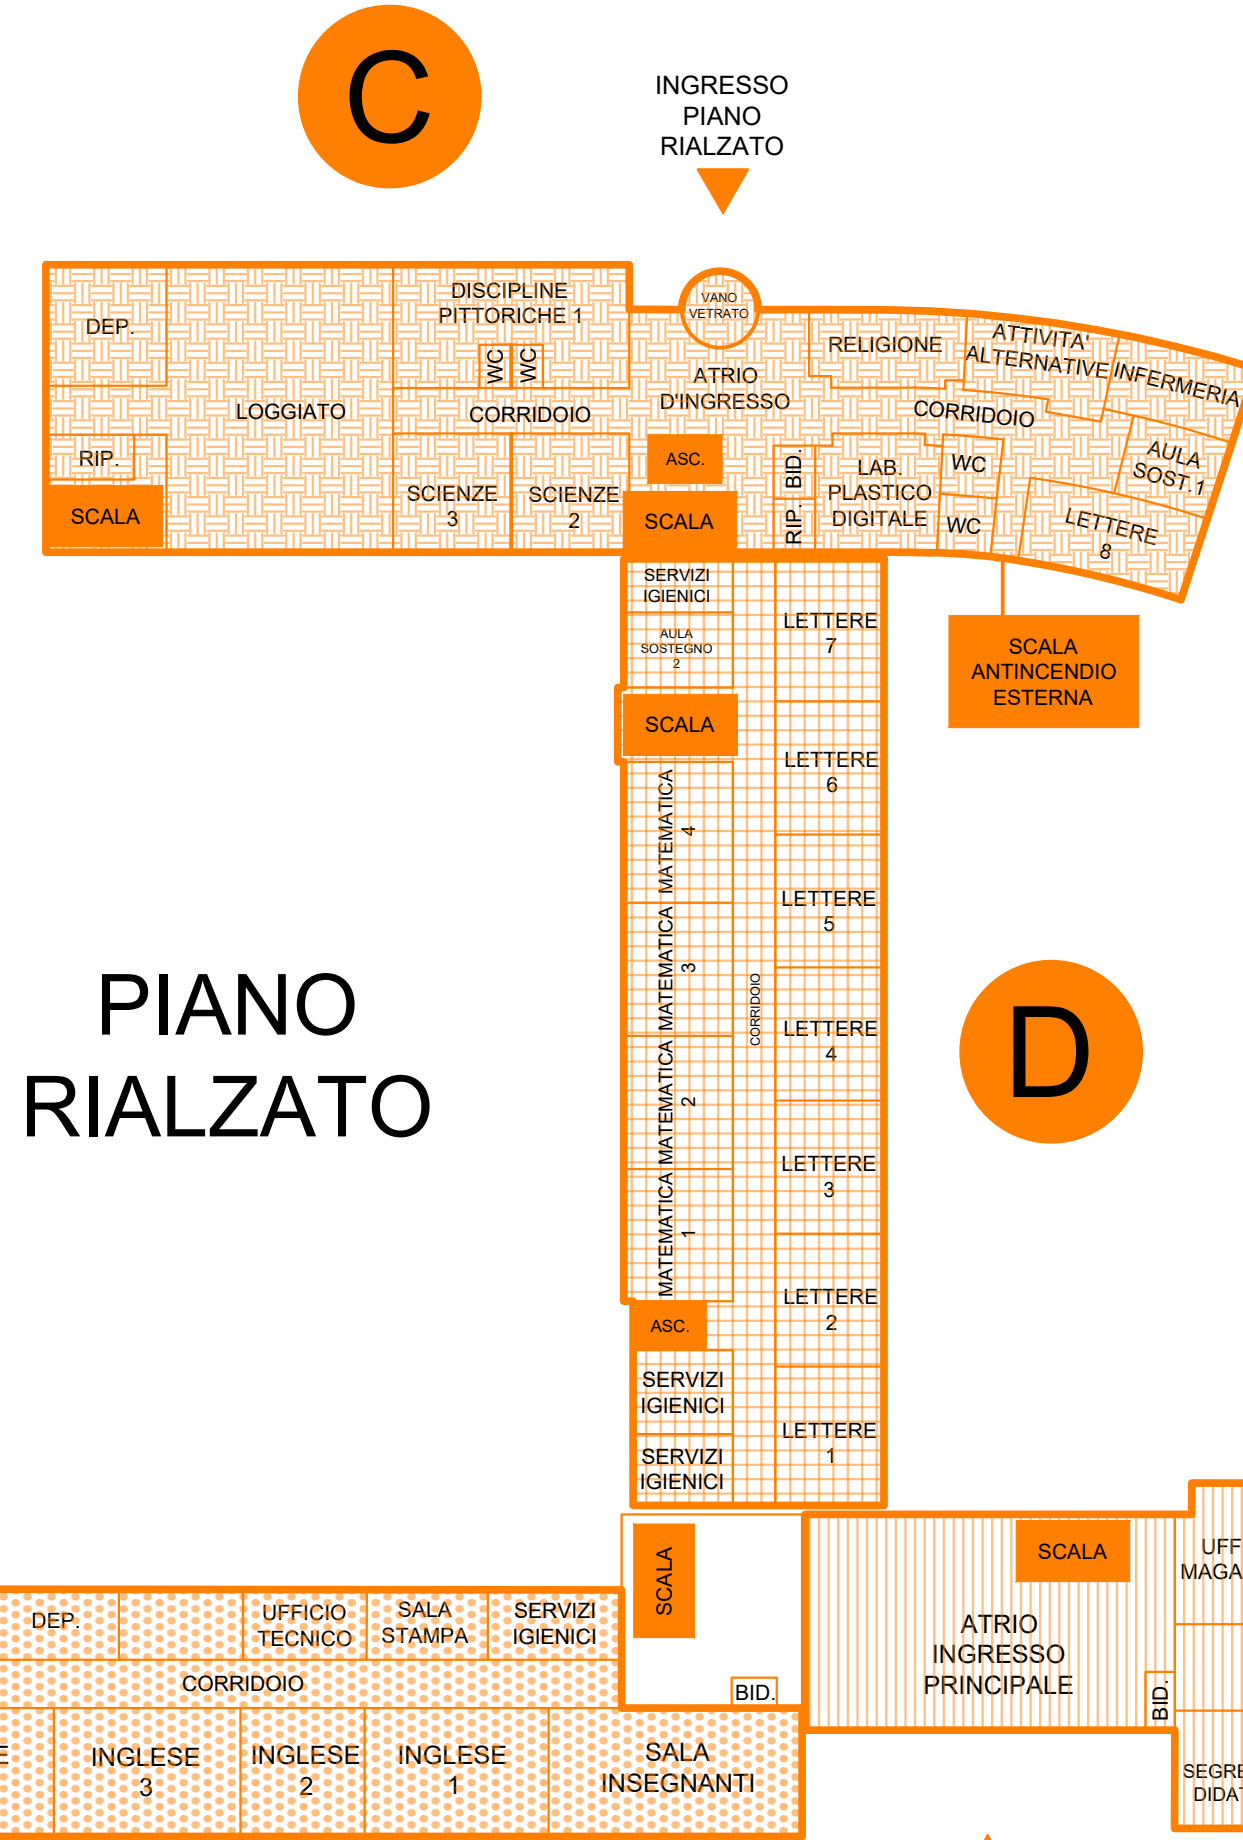 C
INGRESSO
PIANO
RIALZATO
DEP.
LOGGIATO
RIP.
SCALA
DISCIPLINE
PITTORICHE 1
WC
WC
CORRIDOIO
SCIENZE
3
SCIENZE
2
VANO
VETRATO
ATRIO
D'INGRESSO
ASC.
SCALA
BID.
RIP.
RELIGIONE
ATTIVITA'
ALTERNATIVE
INFERMERIA
CORRIDOIO
LAB.
PLASTICO
DIGITALE
WC
WC
AULA
SOST.1
LETTERE
8
SCALA
ANTINCENDIO
ESTERNA
SERVIZI
IGIENICI
AULA
SOSTEGNO
2
SCALA
MATEMATICA
4
MATEMATICA
3
MATEMATICA
2
MATEMATICA
1
CORRIDOIO
LETTERE
7
LETTERE
6
LETTERE
5
LETTERE
4
LETTERE
3
LETTERE
2
LETTERE
1
PIANO
RIALZATO
D
ASC.
SERVIZI
IGIENICI
SERVIZI
IGIENICI
SCALA
BID.
SCALA
ATRIO
INGRESSO
PRINCIPALE
BID.
UFF
MAGA
SEGRE
DIDAT
DEP.
UFFICIO
TECNICO
SALA
STAMPA
SERVIZI
IGIENICI
CORRIDOIO
E
INGLESE
3
INGLESE
2
INGLESE
1
SALA
INSEGNANTI